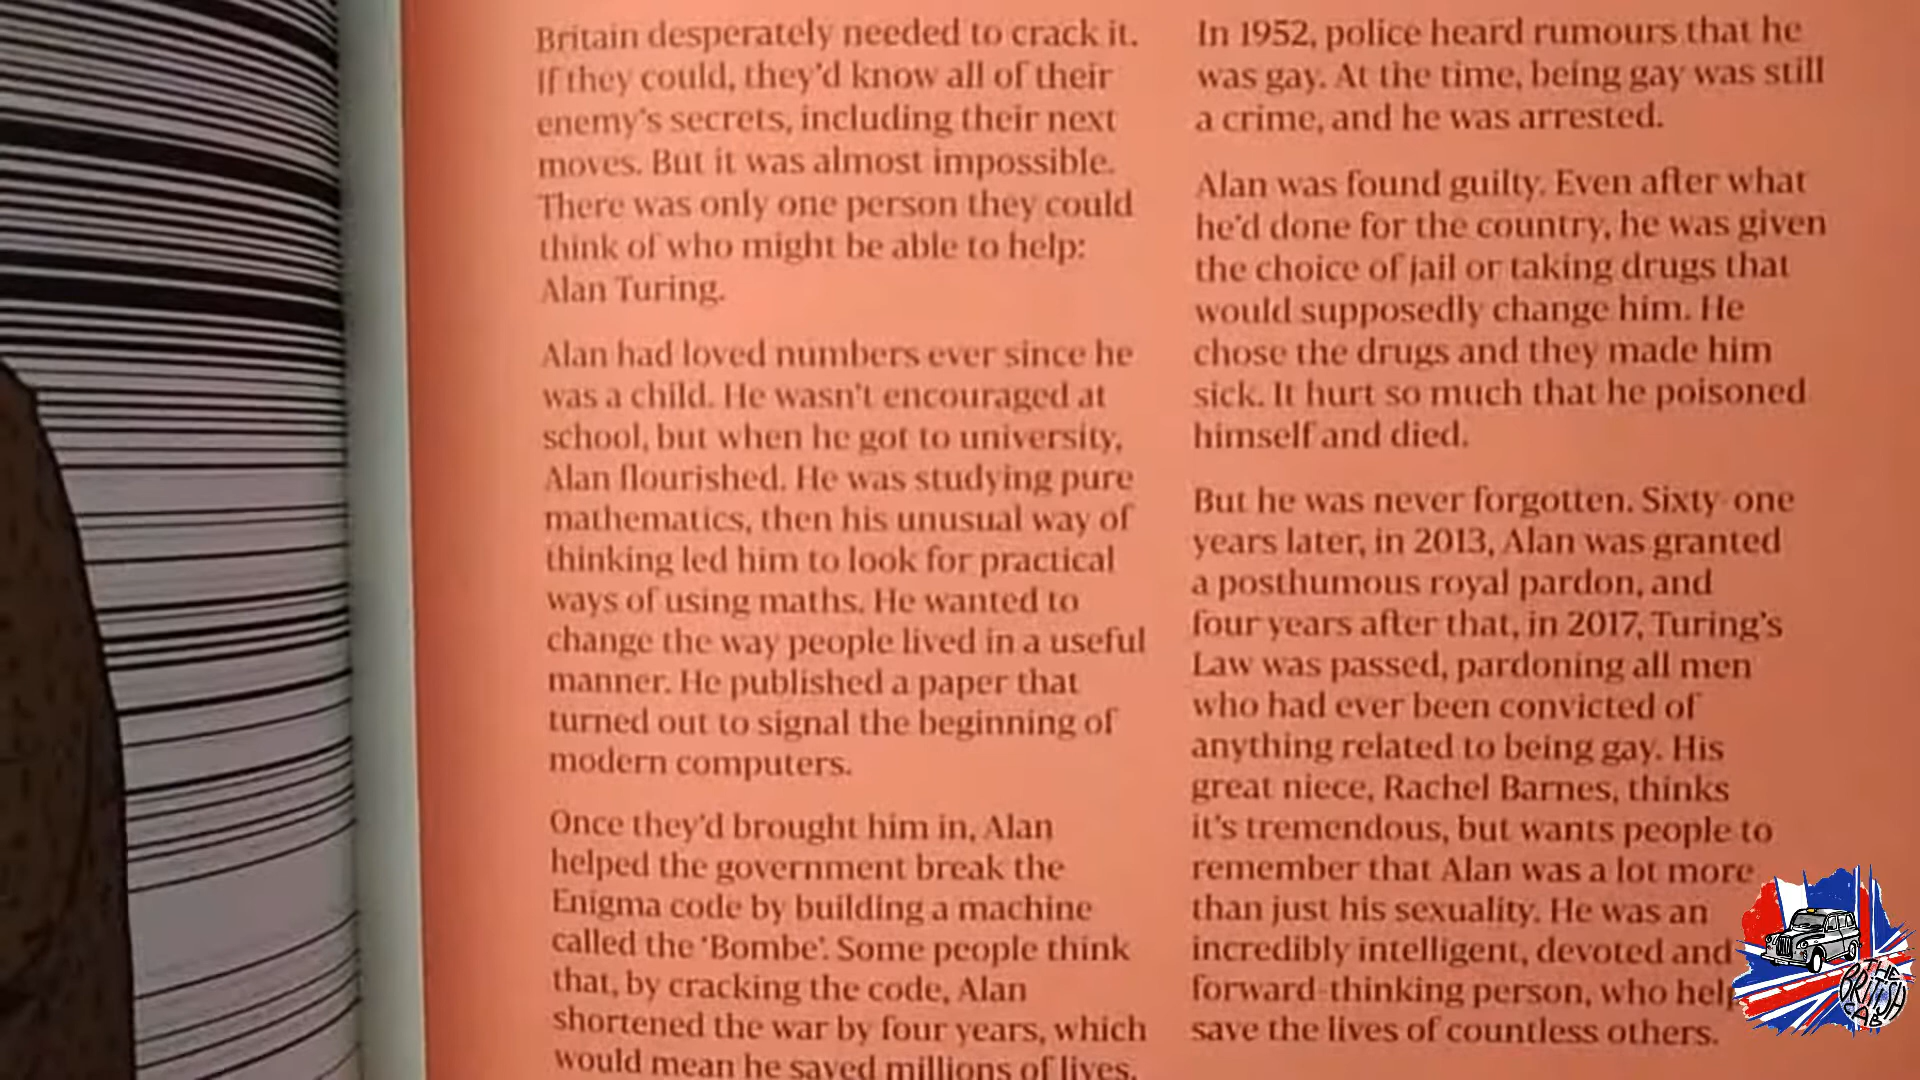 Britain desperately needed to crack it.
If they could, they'd know all of their
enemy's secrets, including their next
moves. But it was almost impossible.
There was only one person they could
think of who might be able to help:
Alan Turing.
Alan had loved numbers ever since he
was a child. He wasn't encouraged at
school, but when he got to university,
Alan flourished. He was studying pure
mathematics, then his unusual way of
thinking led him to look for practical
ways of using maths. He wanted to
change the way people lived in a useful
manner. He published a paper that
turned out to signal the beginning of
modern computers.
Once they'd brought him in, Alan
helped the government break the
Enigma code by building a machine
called the 'Bombe'. Some people think
that, by cracking the code, Alan
shortened the war by four years, which
would mean he saved millions of lives.
In 1952, police heard rumours that he
was gay. At the time, being gay was still
a crime, and he was arrested.
Alan was found guilty. Even after what
he'd done for the country, he was given
the choice of jail or taking drugs that
would supposedly change him. He
chose the drugs and they made him
sick. It hurt so much that he poisoned
himself and died.
But he was never forgotten. Sixty-one
years later, in 2013, Alan was granted
a posthumous royal pardon, and
four years after that, in 2017, Turing's
Law was passed, pardoning all men
who had ever been convicted of
anything related to being gay. His
great niece, Rachel Barnes, thinks
it's tremendous, but wants people to
remember that Alan was a lot more
than just his sexuality. He was an
incredibly intelligent, devoted and
forward-thinking person, who help
save the lives of countless others.
THE
BRITISH
CAB